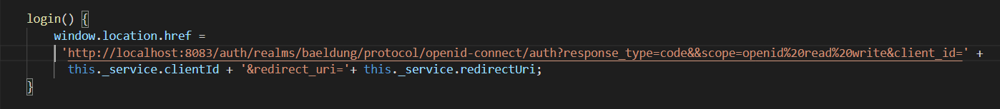 login() {
window.location.href =
'http://localhost:8083/auth/realms/baeldung/protocol/openid-connect/auth?response_type=code&&scope=openid%20read%20write&client_id=' +
this._service.clientId + '&redirect_uri='+ this._service.redirectUri;
}